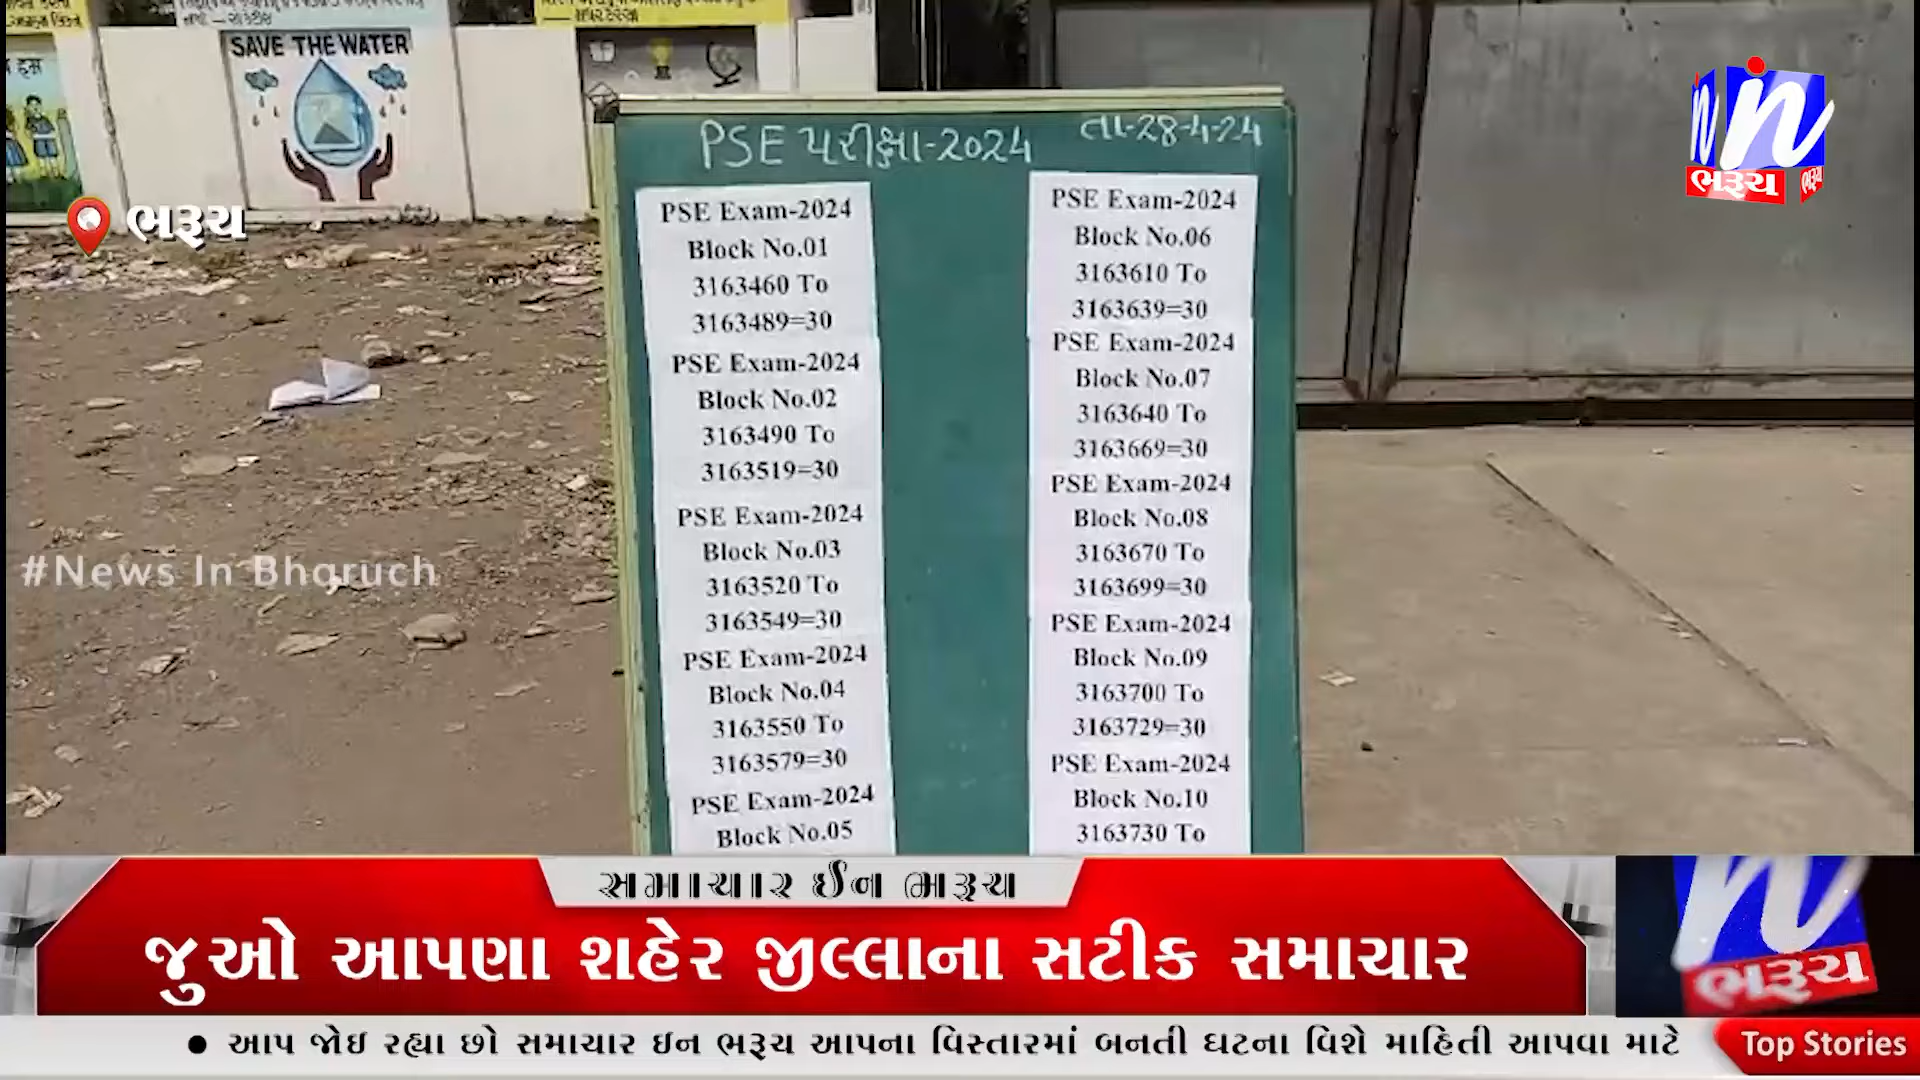 SAVE THE WATER
PSE પરીક્ષા-2024
તા-28-4-24
PSE Exam-2024
Block No.01
3163460 To
3163489=30
PSE Exam-2024
Block No.02
3163490 To
3163519=30
PSE Exam-2024
Block No.03
3163520 To
3163549=30
PSE Exam-2024
Block No.04
3163550 To
3163579=30
PSE Exam-2024
Block No.05
PSE Exam-2024
Block No.06
3163610 To
3163639=30
PSE Exam-2024
Block No.07
3163640 To
3163669=30
PSE Exam-2024
Block No.08
3163670 To
3163699=30
PSE Exam-2024
Block No.09
3163700 To
3163729=30
PSE Exam-2024
Block No.10
3163730 To
in
ભરૂચ
ભરૂચ
#News In Bharuch
સમાચાર ઈન ભરૂચ
જુઓ આપણા શહેર જીલ્લાના સટીક સમાચાર
ભરૂચ
● આપ જોઇ રહ્યા છો સમાચાર ઇન ભરૂચ આપના વિસ્તારમાં બનતી ઘટના વિશે માહિતી આપવા માટે
Top Stories